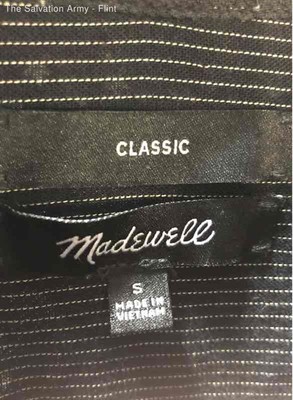 The Salvation Army - Flint
CLASSIC
Madewell
S
MADE IN
VIETNAM